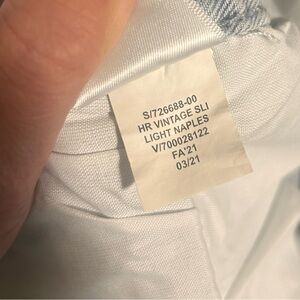 S/726688-00
HR VINTAGE SLI
LIGHT NAPLES
V/700028122
FA'21
03/21